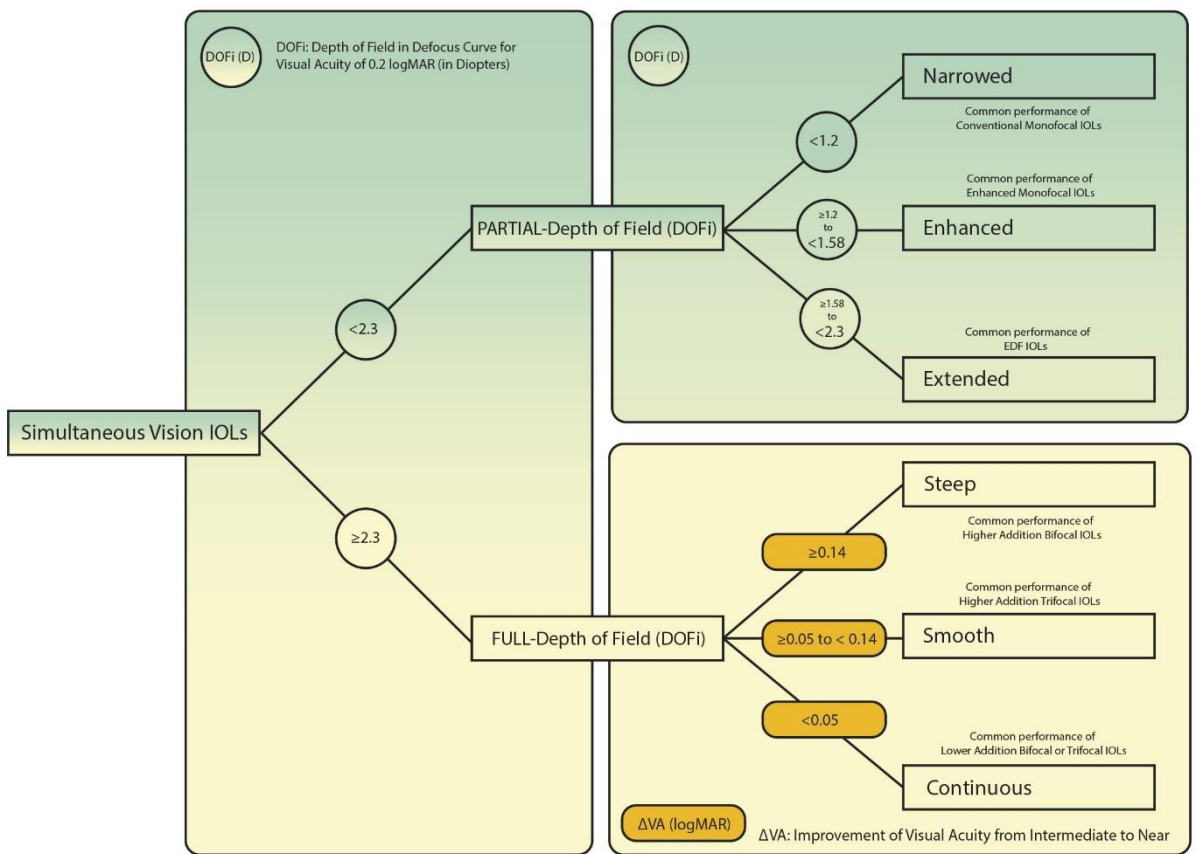 DOFi (D)
DOFi: Depth of Field in Defocus Curve for
Visual Acuity of 0.2 logMAR (in Diopters)
Simultaneous Vision IOLs
<2.3
≥2.3
PARTIAL-Depth of Field (DOFi)
FULL-Depth of Field (DOFi)
DOFi (D)
<1.2
Narrowed
Common performance of
Conventional Monofocal IOLs
Common performance of
Enhanced Monofocal IOLs
≥1.2
to
<1.58
Enhanced
≥1.58
to
<2.3
Common performance of
EDF IOLs
Extended
Steep
≥0.14
Common performance of
Higher Addition Bifocal IOLs
Common performance of
Higher Addition Trifocal IOLs
≥0.05 to < 0.14
Smooth
<0.05
Common performance of
Lower Addition Bifocal or Trifocal IOLs
Continuous
ΔVA (logMAR)
ΔVA: Improvement of Visual Acuity from Intermediate to Near